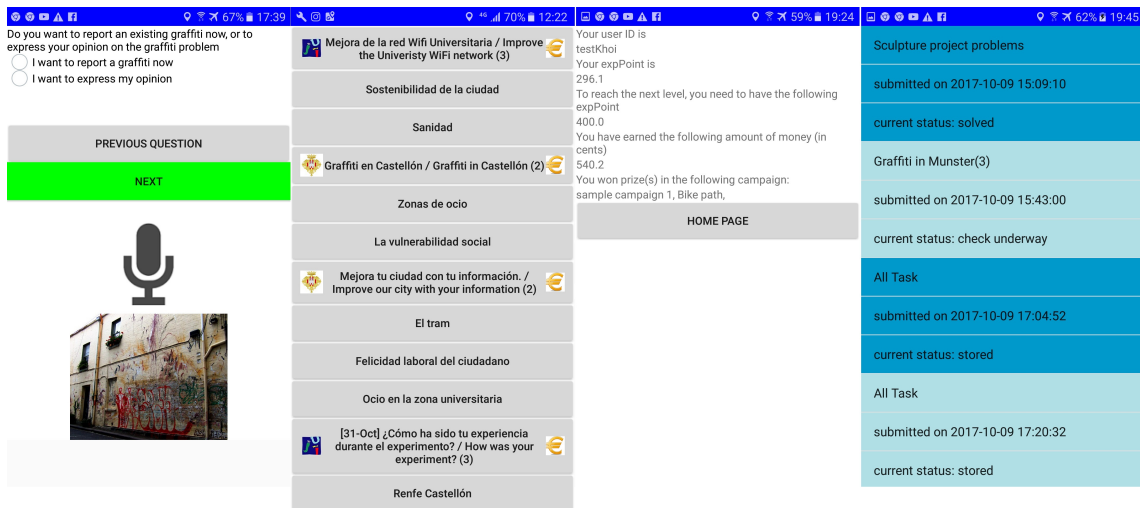 67% 17:39
Do you want to report an existing graffiti now, or to
express your opinion on the graffiti problem
I want to report a graffiti now
I want to express my opinion
PREVIOUS QUESTION
NEXT
4G 70% 12:22
Mejora de la red Wifi Universitaria / Improve
the Univeristy WiFi network (3)
Sostenibilidad de la ciudad
Sanidad
Graffiti en Castellón / Graffiti in Castellón (2)
Zonas de ocio
La vulnerabilidad social
Mejora tu ciudad con tu información. /
Improve our city with your information (2)
El tram
Felicidad laboral del ciudadano
Ocio en la zona universitaria
[31-Oct] ¿Cómo ha sido tu experiencia
durante el experimento? / How was your
experiment? (3)
Renfe Castellón
59% 19:24
Your user ID is
testKhoi
Your expPoint is
296.1
To reach the next level, you need to have the following
expPoint
400.0
You have earned the following amount of money (in
cents)
540.2
You won prize(s) in the following campaign:
sample campaign 1, Bike path,
HOME PAGE
62% 19:45
Sculpture project problems
submitted on 2017-10-09 15:09:10
current status: solved
Graffiti in Munster(3)
submitted on 2017-10-09 15:43:00
current status: check underway
All Task
submitted on 2017-10-09 17:04:52
current status: stored
All Task
submitted on 2017-10-09 17:20:32
current status: stored